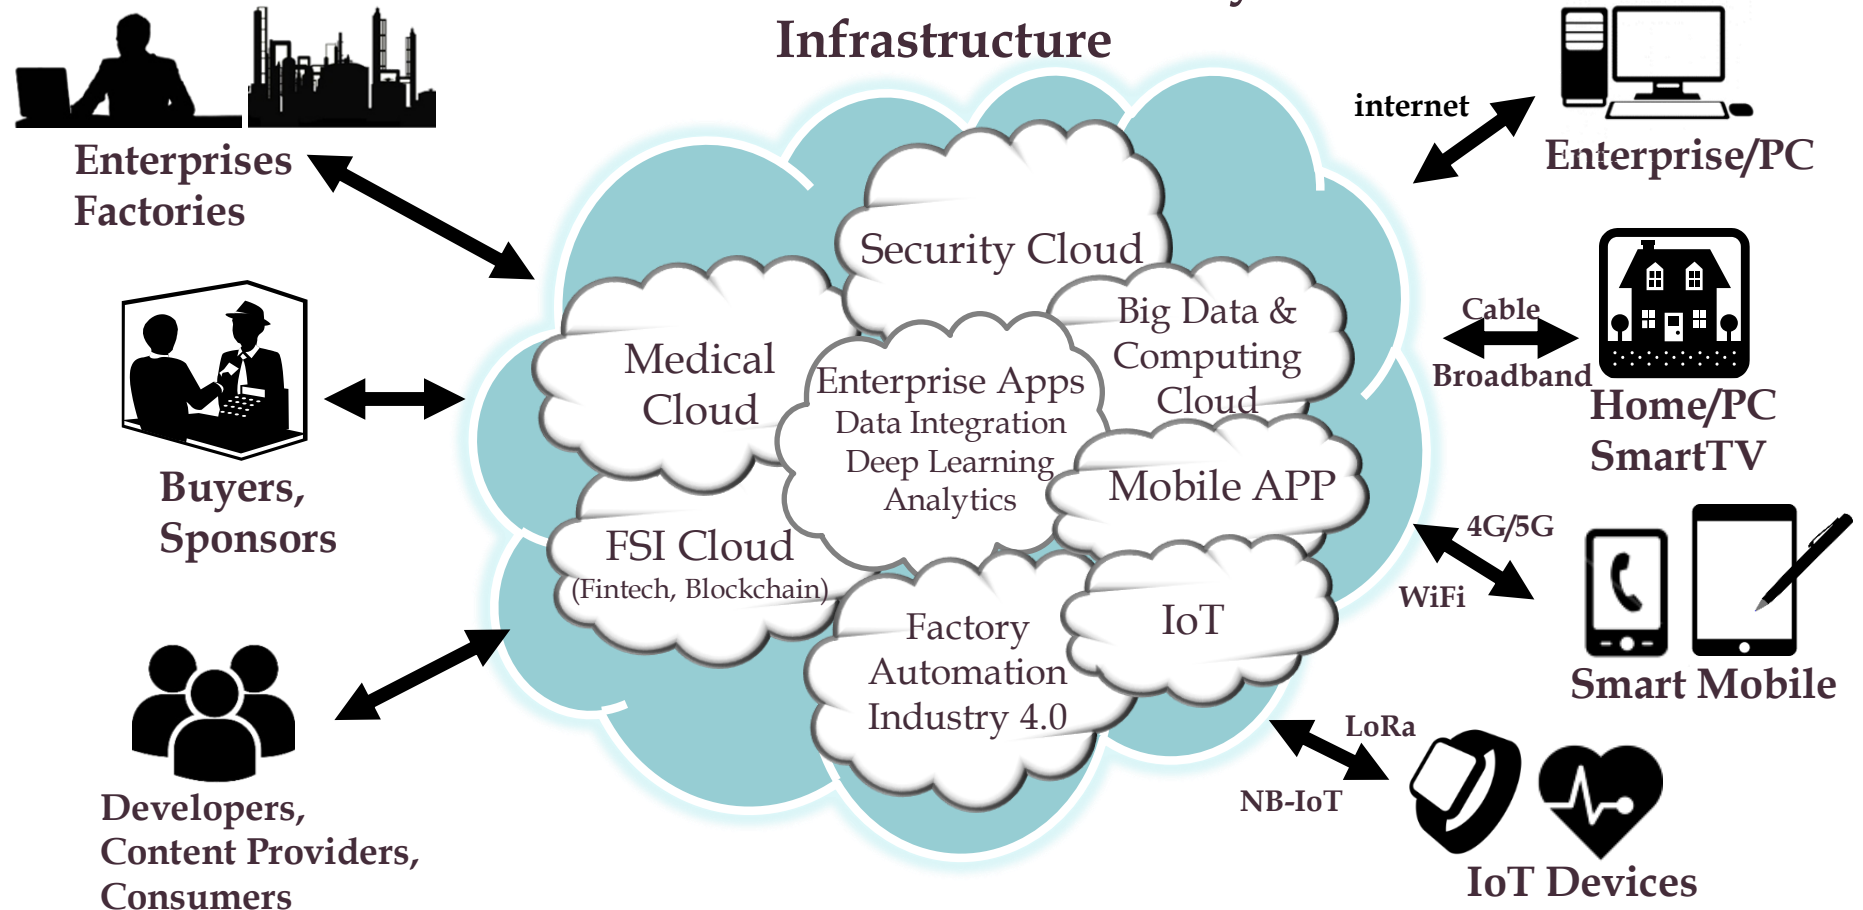 Infrastructure
Enterprises
Factories
Buyers,
Sponsors
Developers,
Content Providers,
Consumers
Security Cloud
Medical
Cloud
Big Data &
Computing
Cloud
Enterprise Apps
Data Integration
Deep Learning
Analytics
Mobile APP
FSI Cloud
(Fintech, Blockchain)
Factory
Automation
Industry 4.0
IoT
internet
Enterprise/PC
Cable
Broadband
Home/PC
SmartTV
4G/5G
WiFi
Smart Mobile
LoRa
NB-IoT
IoT Devices